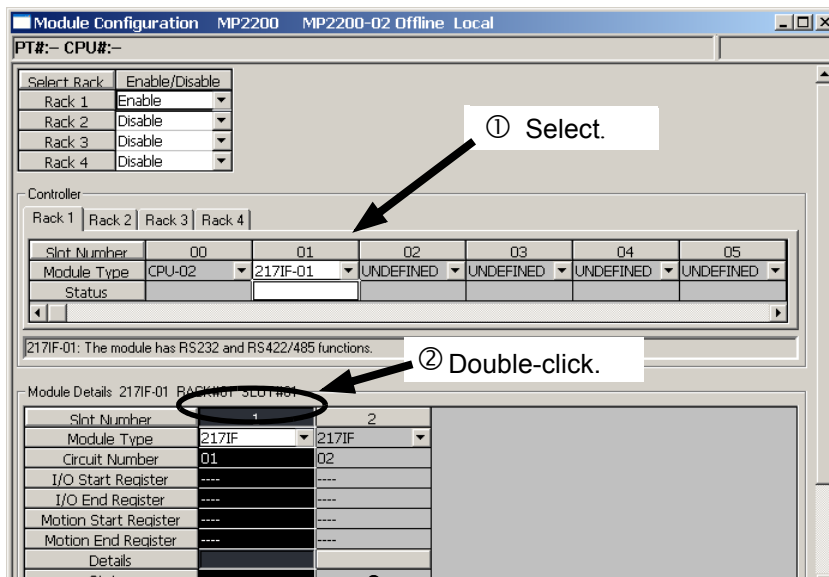 Module Configuration MP2200 MP2200-02 Offline Local
PT#:– CPU#:–
Select Rack Enable/Disable
Rack 1 Enable
Rack 2 Disable
Rack 3 Disable
Rack 4 Disable
① Select.
Controller
Rack 1 Rack 2 Rack 3 Rack 4
Slot Number 00 01 02 03 04 05
Module Type CPU-02 217IF-01 UNDEFINED UNDEFINED UNDEFINED UNDEFINED
Status
217IF-01: The module has RS232 and RS422/485 functions.
② Double-click.
Module Details 217IF-01 RACK#01 SLOT#01
Slot Number 1 2
Module Type 217IF 217IF
Circuit Number 01 02
I/O Start Register ---- ----
I/O End Register ---- ----
Motion Start Register ---- ----
Motion End Register ---- ----
Details